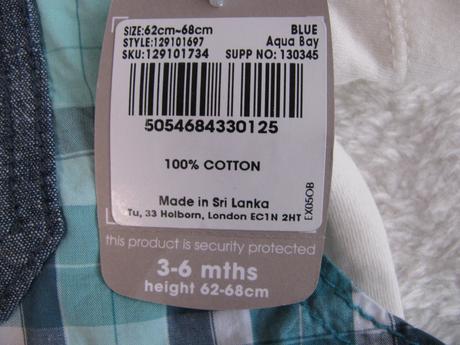 SIZE:62cm~68cm BLUE
STYLE:129101697 Aqua Bay
SKU:129101734 SUPP NO: 130345
5054684330125
100% COTTON
Made in Sri Lanka
Tu, 33 Holborn, London EC1N 2HT
EX05OB
this product is security protected
3-6 mths
height 62-68cm